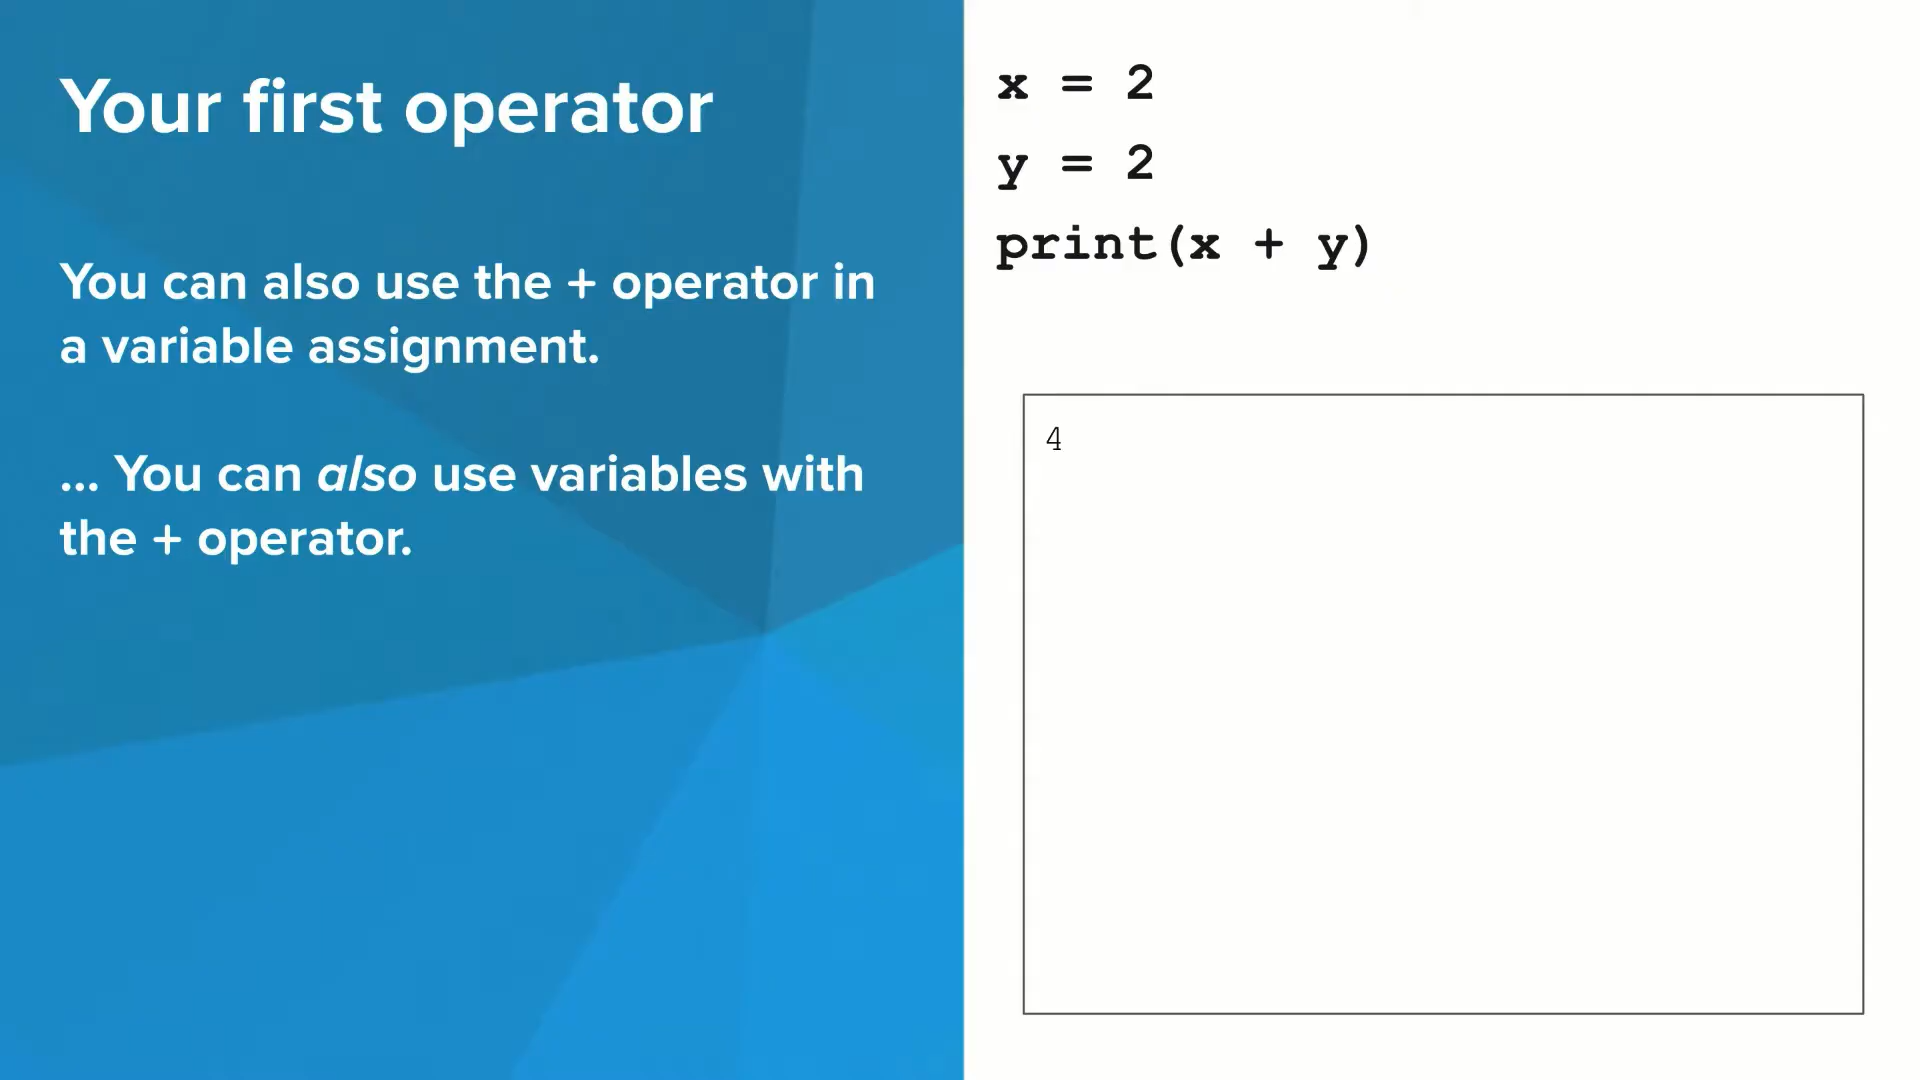 Your first operator
You can also use the + operator in
a variable assignment.
... You can also use variables with
the + operator.
x = 2
y = 2
print(x + y)
4